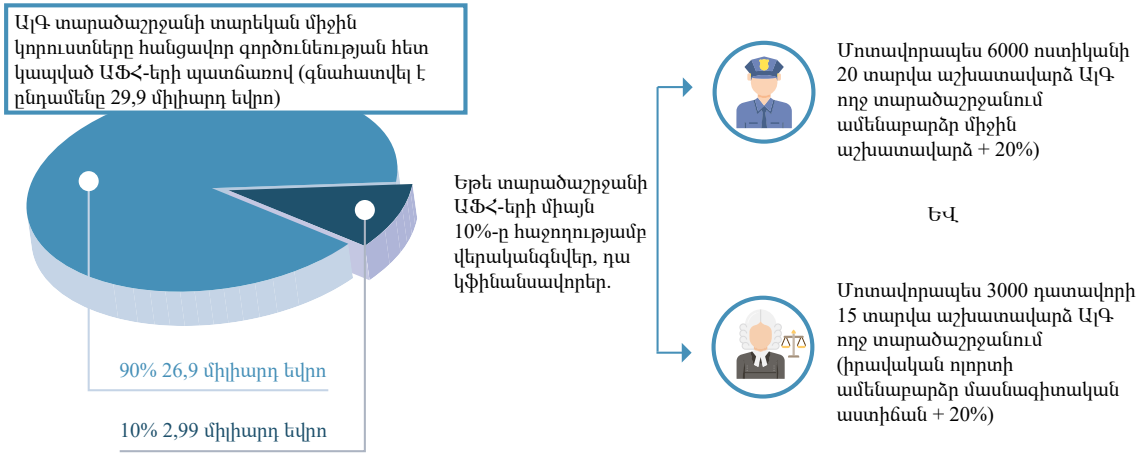 ԱլԳ տարածաշրջանի տարեկան միջին
կորուստները հանցավոր գործունեության հետ
կապված ԱՖՀ-երի պատճառով (գնահատվել է
ընդամենը 29,9 միլիարդ եվրո)
90% 26,9 միլիարդ եվրո
10% 2,99 միլիարդ եվրո
Եթե տարածաշրջանի
ԱՖՀ-երի միայն
10%-ը հաջողությամբ
վերականգնվեր, դա
կֆինանսավորեր.
Մոտավորապես 6000 ոստիկանի
20 տարվա աշխատավարձ ԱլԳ
ողջ տարածաշրջանում
ամենաբարձր միջին
աշխատավարձ + 20%)
ԵՎ
Մոտավորապես 3000 դատավորի
15 տարվա աշխատավարձ ԱլԳ
ողջ տարածաշրջանում
(իրավական ոլորտի
ամենաբարձր մասնագիտական
աստիճան + 20%)